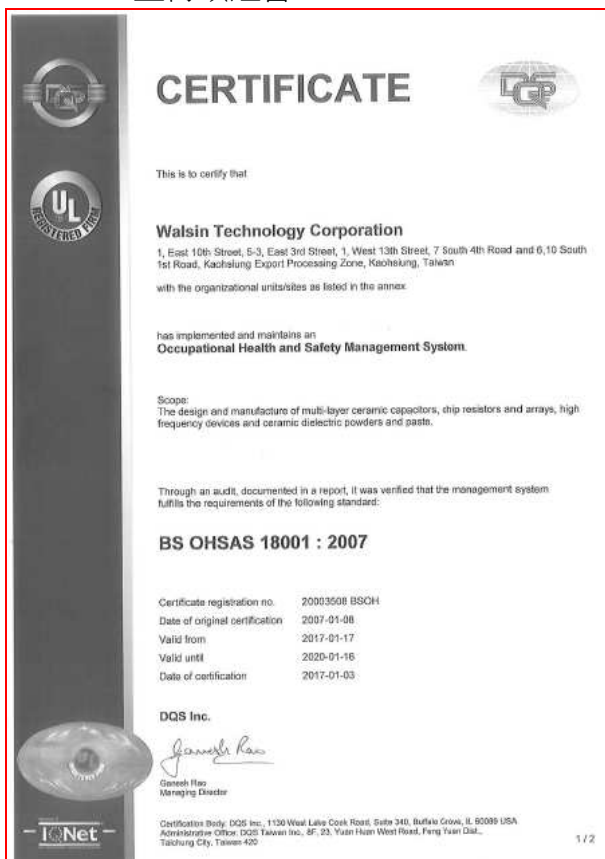 CERTIFICATE
DQS
UL
REGISTERED FIRM
This is to certify that
Walsin Technology Corporation
1, East 10th Street, 5-3, East 3rd Street, 1, West 13th Street, 7 South 4th Road and 6,10 South
1st Road, Kaohsiung Export Processing Zone, Kaohsiung, Taiwan
with the organizational units/sites as listed in the annex
has implemented and maintains an
Occupational Health and Safety Management System.
Scope:
The design and manufacture of multi-layer ceramic capacitors, chip resistors and arrays, high
frequency devices and ceramic dielectric powders and paste.
Through an audit, documented in a report, it was verified that the management system
fulfills the requirements of the following standard:
BS OHSAS 18001 : 2007
Certificate registration no. 20003508 BSOH
Date of original certification 2007-01-08
Valid from 2017-01-17
Valid until 2020-01-16
Date of certification 2017-01-03
DQS Inc.
Ganesh Rao
Ganesh Rao
Managing Director
- IQNet -
Certification Body: DQS Inc., 1130 West Lake Cook Road, Suite 340, Buffalo Grove, IL 60089 USA
Administrative Office: DQS Taiwan Inc., 8F, 23, Yuan Huan West Road, Feng Yuan Dist.,
Taichung City, Taiwan 420
1/2